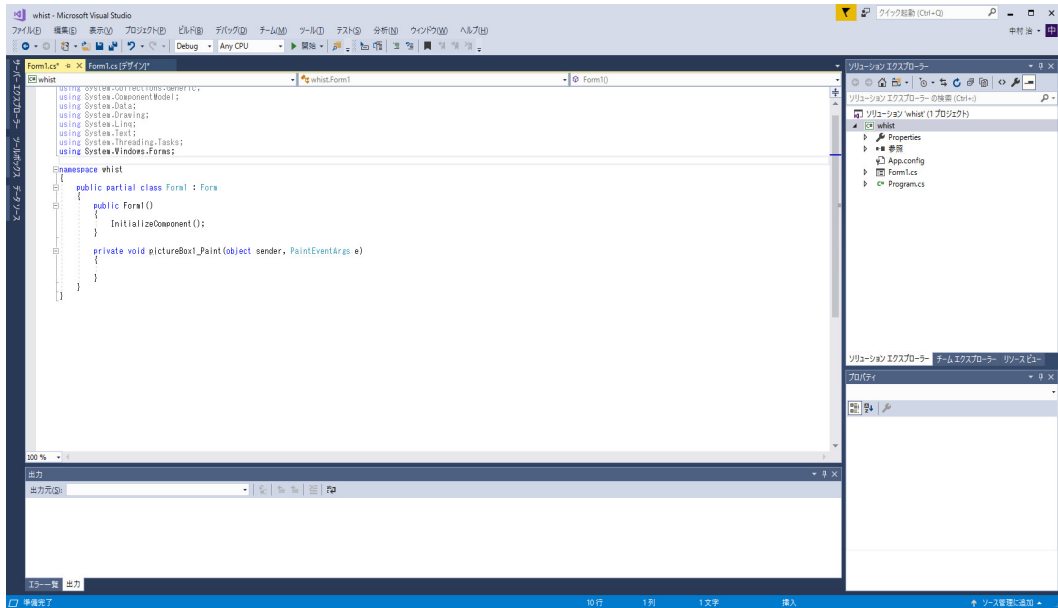 whist - Microsoft Visual Studio
クイック起動 (Ctrl+Q)
ファイル(F) 編集(E) 表示(V) プロジェクト(P) ビルド(B) デバッグ(D) チーム(M) ツール(T) テスト(S) 分析(N) ウィンドウ(W) ヘルプ(H)
中村 治 中
Debug Any CPU 開始
サーバー エクスプローラー
ツールボックス
データ ソース
Form1.cs* Form1.cs [デザイン]*
whist whist.Form1 Form1()
using System.Collections.Generic;
using System.ComponentModel;
using System.Data;
using System.Drawing;
using System.Linq;
using System.Text;
using System.Threading.Tasks;
using System.Windows.Forms;
namespace whist
{
public partial class Form1 : Form
{
public Form1()
{
InitializeComponent();
}
private void pictureBox1_Paint(object sender, PaintEventArgs e)
{
}
}
}
100 %
出力
出力元(S):
エラー一覧 出力
ソリューション エクスプローラー
ソリューション エクスプローラー の検索 (Ctrl+;)
ソリューション 'whist' (1 プロジェクト)
C# whist
Properties
参照
App.config
Form1.cs
C# Program.cs
ソリューション エクスプローラー チーム エクスプローラー リソース ビュー
プロパティ
準備完了 10 行 1 列 1 文字 挿入 ソース管理に追加